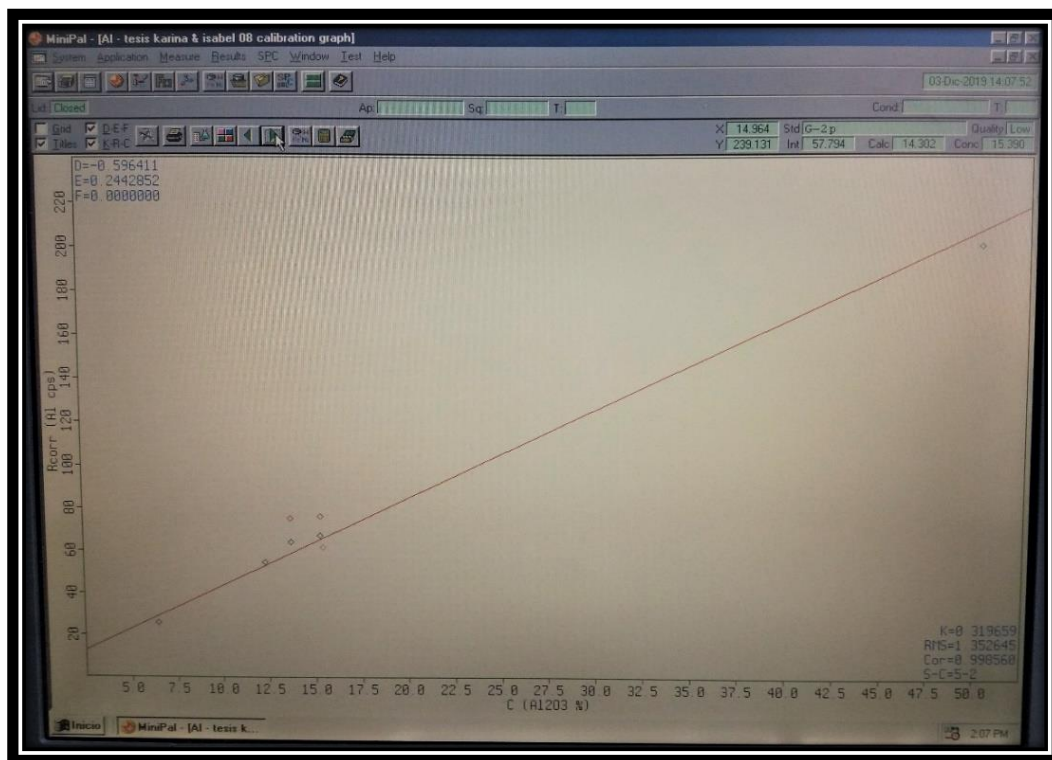 MiniPal - [Al - tesis karina & isabel 08 calibration graph]
System Application Measure Results SPC Window Test Help
03-Dic-2019 14:07:52
Lid: Closed Ap: Sq: T: Cond: T:
Grid D-E-F X 14.964 Std G-2 p Quality Low
Titles K-R-C Y 239.131 Int 57.794 Calc 14.302 Conc 15.390
D=-0.596411
E=0.2442852
F=0.0000000
220
200
180
160
140
120
100
80
60
40
20
Rcorr (Al cps)
K=0.319659
RMS=1.352645
Cor=0.998560
S-C=5-2
5.0 7.5 10.0 12.5 15.0 17.5 20.0 22.5 25.0 27.5 30.0 32.5 35.0 37.5 40.0 42.5 45.0 47.5 50.0
C (Al2O3 %)
Inicio MiniPal - [Al - tesis k... 2:07 PM